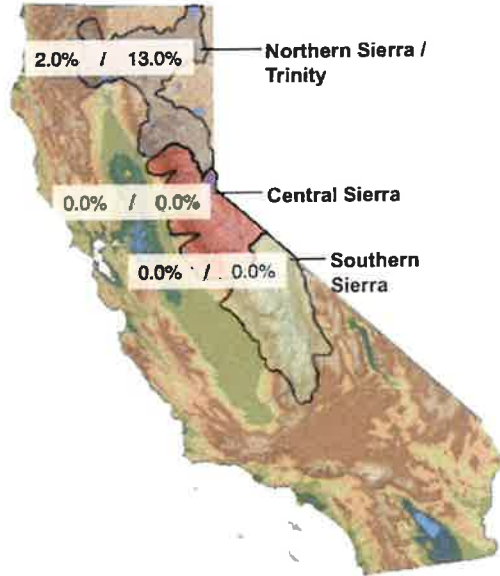 2.0% / 13.0%
Northern Sierra /
Trinity
0.0% / 0.0%
Central Sierra
0.0% / 0.0%
Southern
Sierra